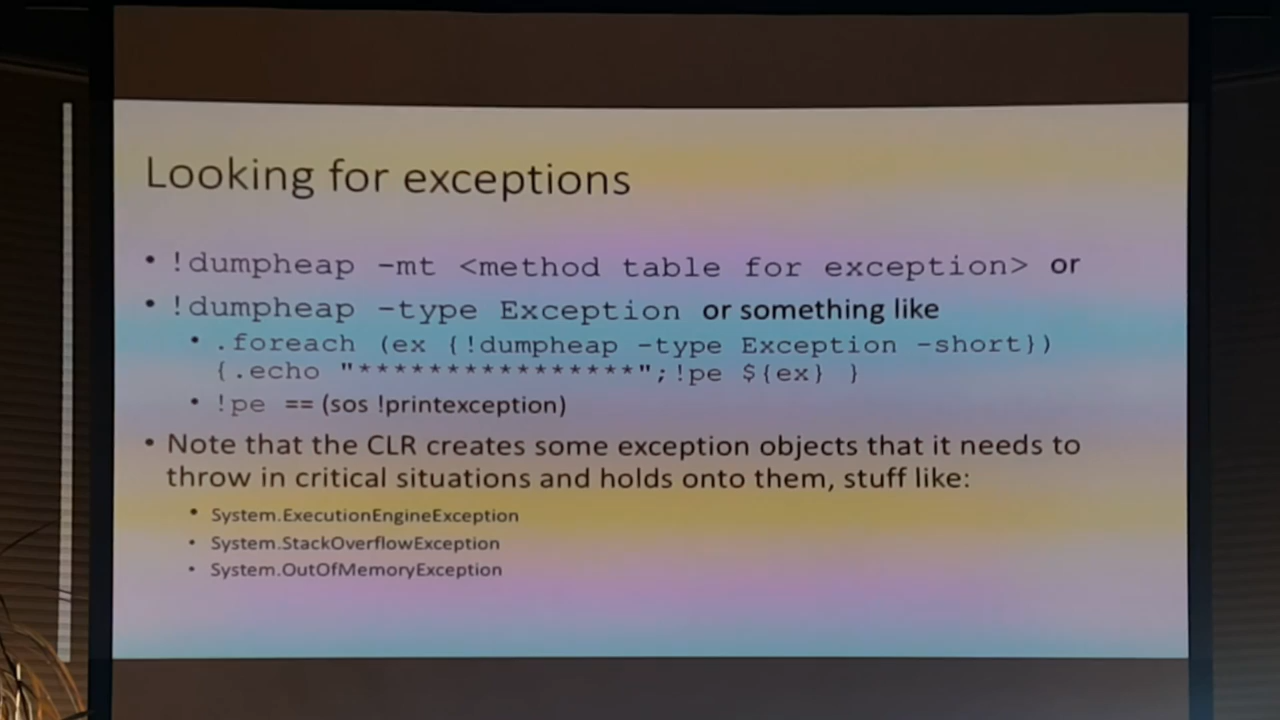 Looking for exceptions
• !dumpheap -mt <method table for exception> or
• !dumpheap -type Exception or something like
• .foreach (ex {!dumpheap -type Exception -short})
{.echo "****************";!pe ${ex} }
• !pe == (sos !printexception)
• Note that the CLR creates some exception objects that it needs to
throw in critical situations and holds onto them, stuff like:
• System.ExecutionEngineException
• System.StackOverflowException
• System.OutOfMemoryException